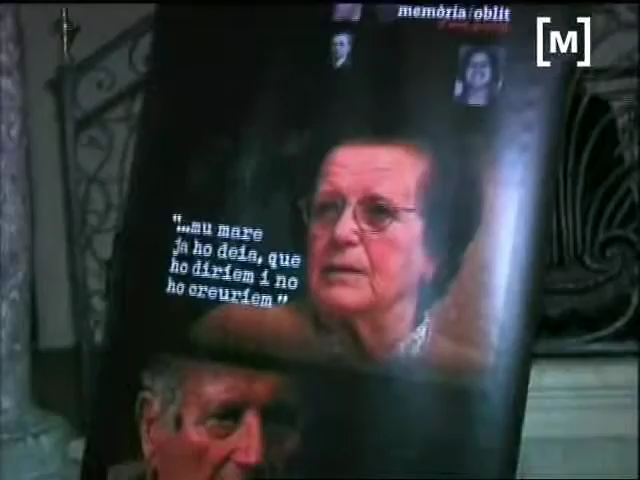 memòria/oblit
[M]
"...mu mare
ja ho deia, que
ho diríem i no
ho creuríem."